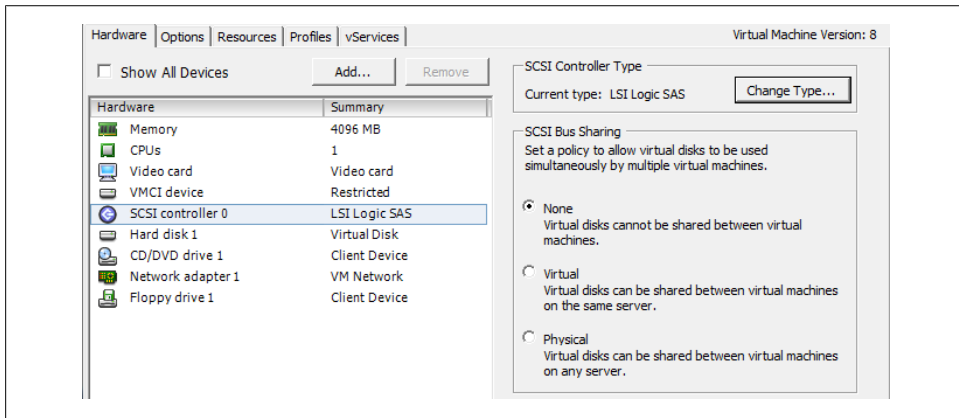 Hardware Options Resources Profiles vServices Virtual Machine Version: 8
Show All Devices Add... Remove
Hardware Summary
Memory 4096 MB
CPUs 1
Video card Video card
VMCI device Restricted
SCSI controller 0 LSI Logic SAS
Hard disk 1 Virtual Disk
CD/DVD drive 1 Client Device
Network adapter 1 VM Network
Floppy drive 1 Client Device
SCSI Controller Type
Current type: LSI Logic SAS Change Type...
SCSI Bus Sharing
Set a policy to allow virtual disks to be used
simultaneously by multiple virtual machines.
None
Virtual disks cannot be shared between virtual
machines.
Virtual
Virtual disks can be shared between virtual machines
on the same server.
Physical
Virtual disks can be shared between virtual machines
on any server.